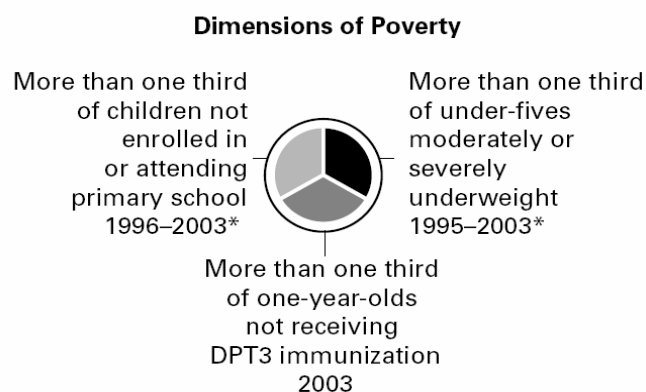 Dimensions of Poverty
More than one third
of children not
enrolled in
or attending
primary school
1996–2003*
More than one third
of under-fives
moderately or
severely
underweight
1995–2003*
More than one third
of one-year-olds
not receiving
DPT3 immunization
2003